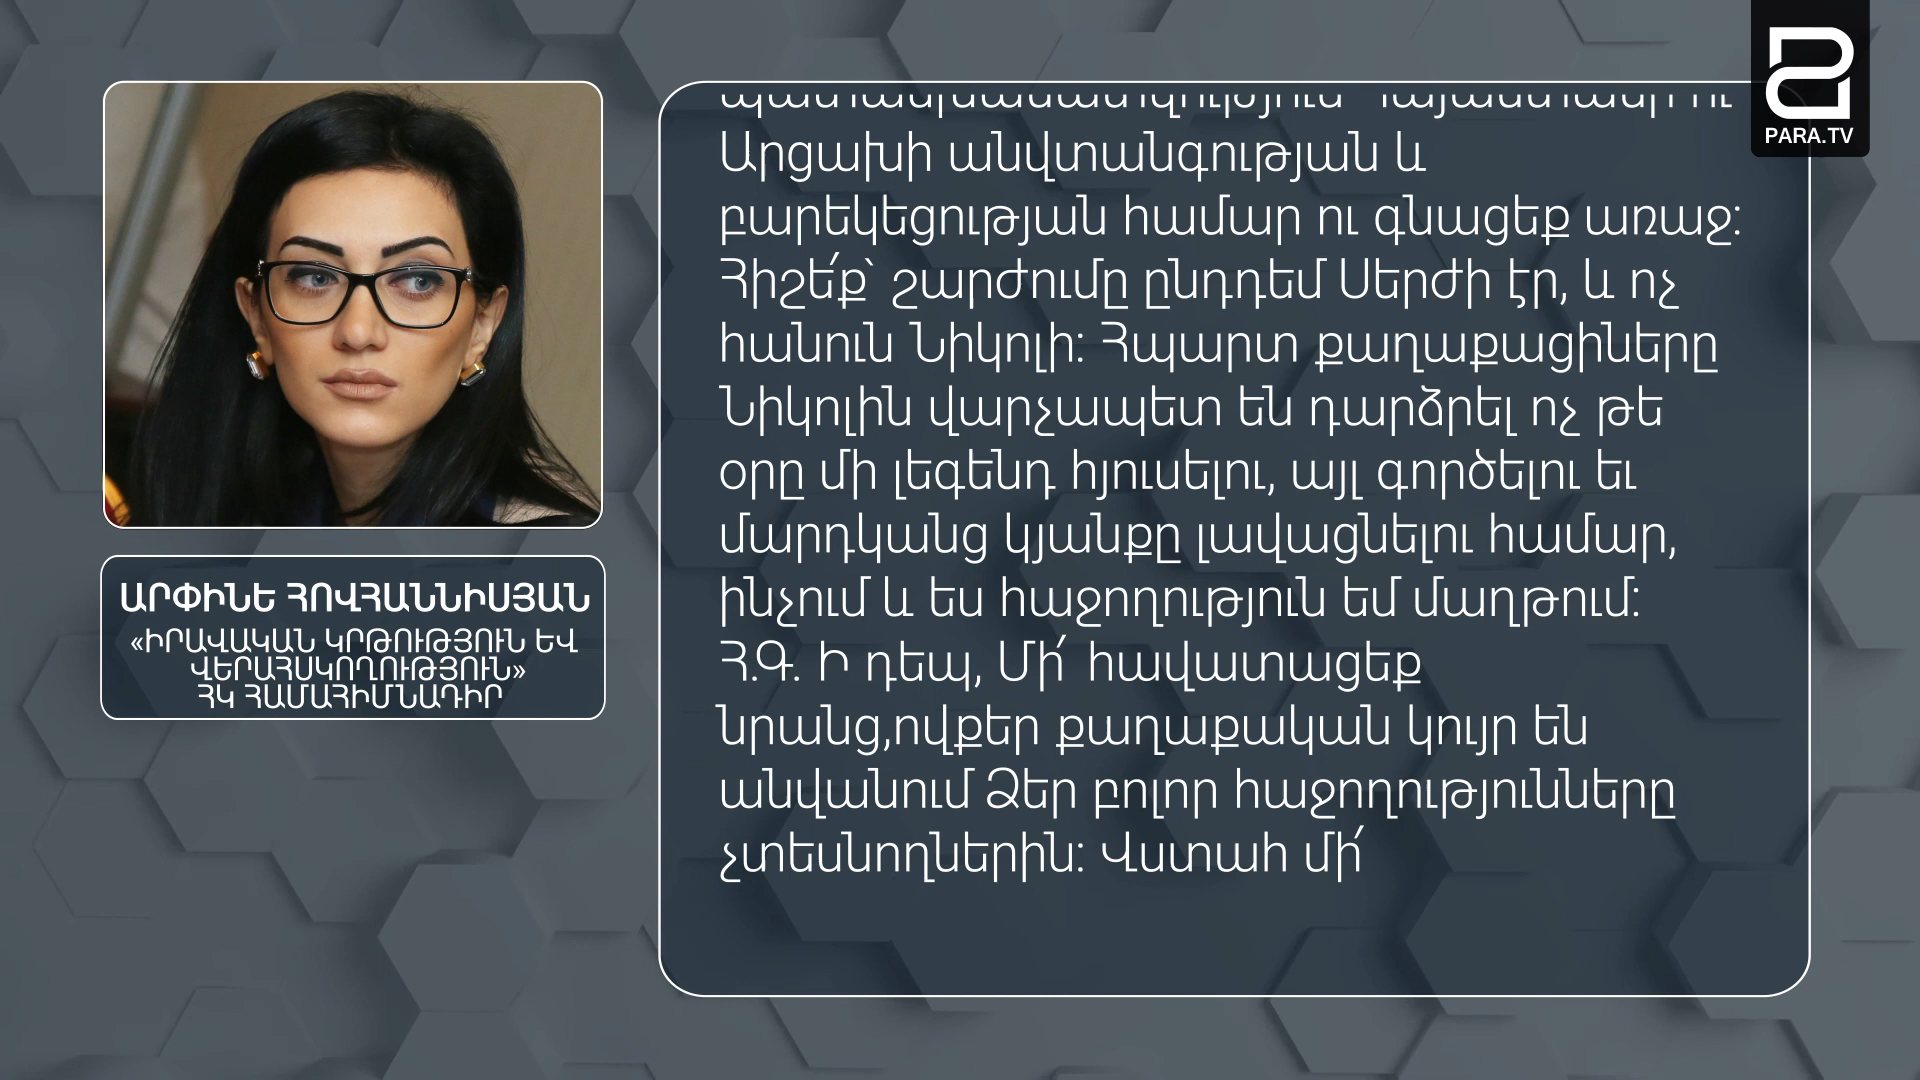 PARA.TV
ԱՐՓԻՆԵ ՀՈՎՀԱՆՆԻՍՅԱՆ
«ԻՐԱՎԱԿԱՆ ԿՐԹՈՒԹՅՈՒՆ ԵՎ
ՎԵՐԱՀՍԿՈՂՈՒԹՅՈՒՆ»
ՀԿ ՀԱՄԱՀԻՄՆԱԴԻՐ
Արցախի անվտանգության և
բարեկեցության համար ու գնացեք առաջ:
Հիշե՛ք՝ շարժումը ընդդեմ Սերժի էր, և ոչ
հանուն Նիկոլի: Հպարտ քաղաքացիները
Նիկոլին վարչապետ են դարձրել ոչ թե
օրը մի լեգենդ հյուսելու, այլ գործելու եւ
մարդկանց կյանքը լավացնելու համար,
ինչում և ես հաջողություն եմ մաղթում:
Հ.Գ. Ի դեպ, Մի՛ հավատացեք
նրանց,ովքեր քաղաքական կույր են
անվանում Ձեր բոլոր հաջողությունները
չտեսնողներին: Վստահ մի՛